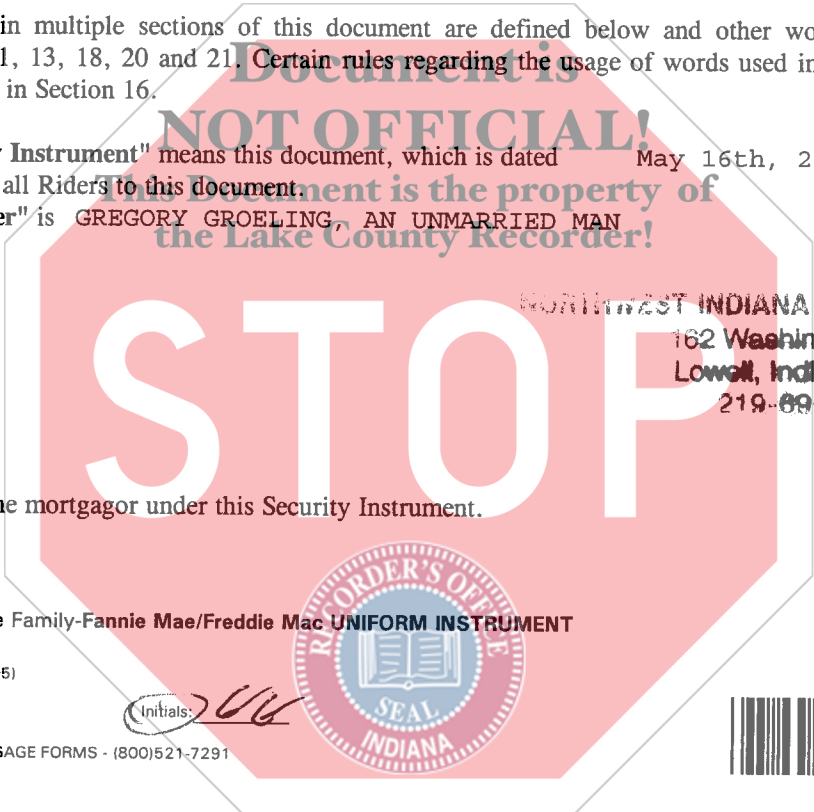 in multiple sections of this document are defined below and other wo
1, 13, 18, 20 and 21. Certain rules regarding the usage of words used in
in Section 16.
Document is
NOT OFFICIAL!
This Document is the property of
the Lake County Recorder!
Instrument" means this document, which is dated May 16th, 2
all Riders to this document.
er" is GREGORY GROELING, AN UNMARRIED MAN
NORTHWEST INDIANA
162 Washin
Lowell, Indi
219-69
STOP
e mortgagor under this Security Instrument.
RECORDER'S OFFICE
SEAL
INDIANA
Family-Fannie Mae/Freddie Mac UNIFORM INSTRUMENT
5)
Initials: GG
AGE FORMS - (800)521-7291